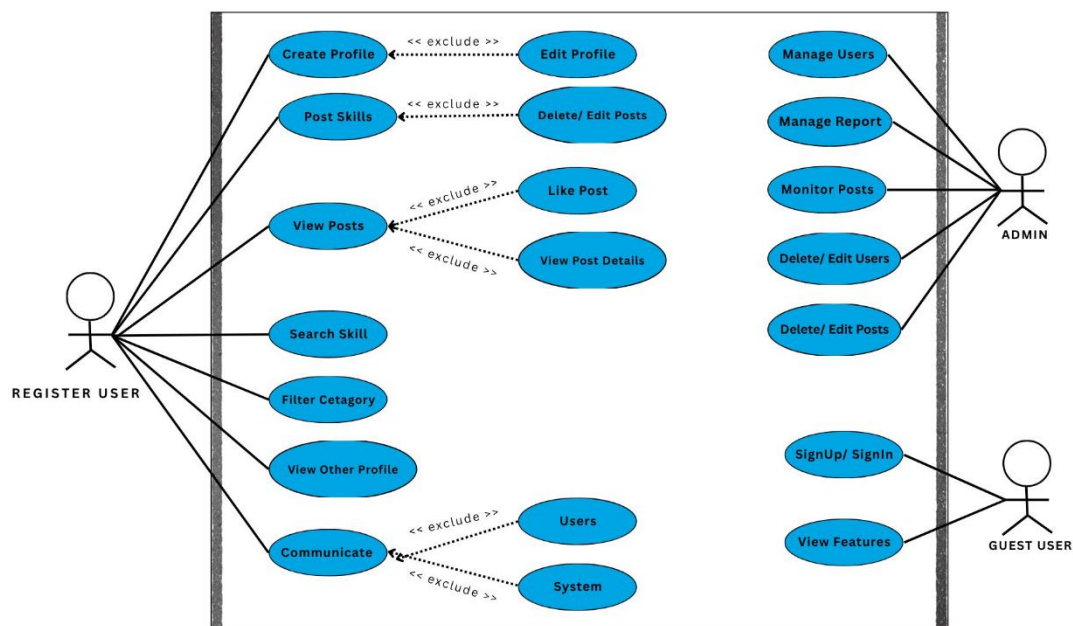 Create Profile
<< exclude >>
Edit Profile
Manage Users
Post Skills
<< exclude >>
Delete/ Edit Posts
Manage Report
View Posts
<< exclude >>
Like Post
<< exclude >>
View Post Details
Monitor Posts
ADMIN
Delete/ Edit Users
Delete/ Edit Posts
REGISTER USER
Search Skill
Filter Cetagory
View Other Profile
Communicate
<< exclude >>
Users
<< exclude >>
System
SignUp/ SignIn
View Features
GUEST USER